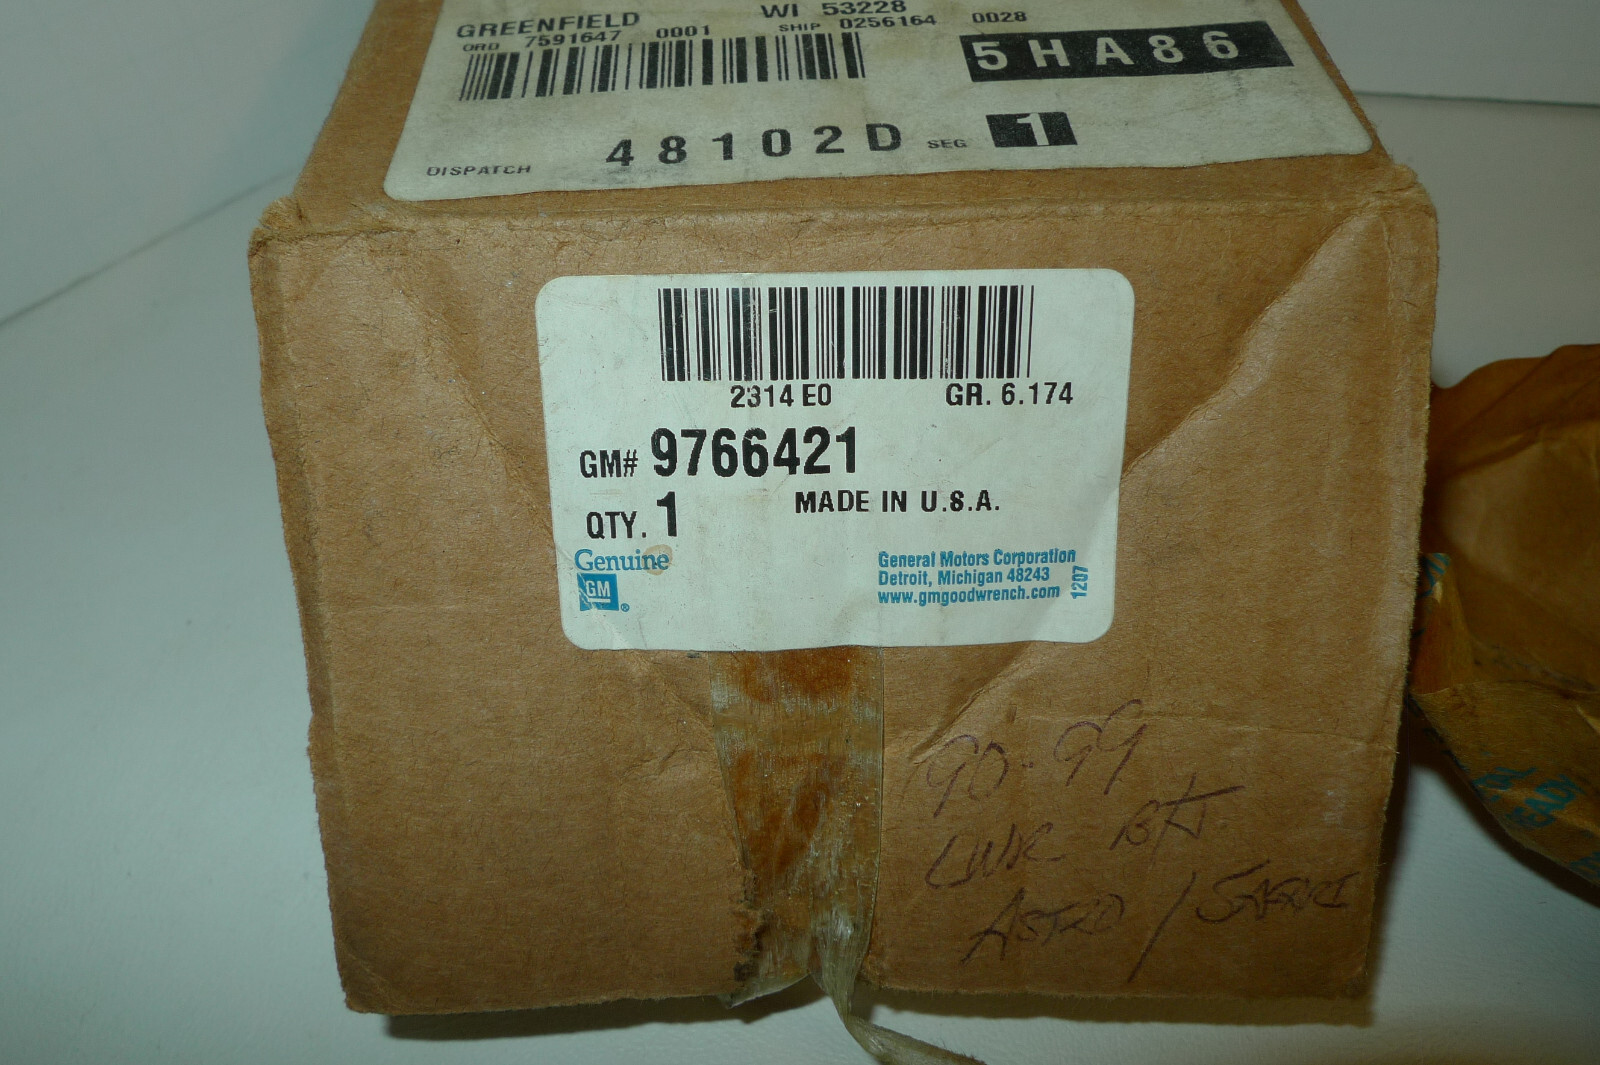 GREENFIELD WI 53228
ORD 7591647 0001 SHIP 0256164 0028
5HA86
DISPATCH 48102D SEG 1
2314 E0 GR. 6.174
GM# 9766421
QTY. 1 MADE IN U.S.A.
Genuine
GM®
General Motors Corporation
Detroit, Michigan 48243
www.gmgoodwrench.com
1207
90-99
LWR
ASTRO / SAFARI